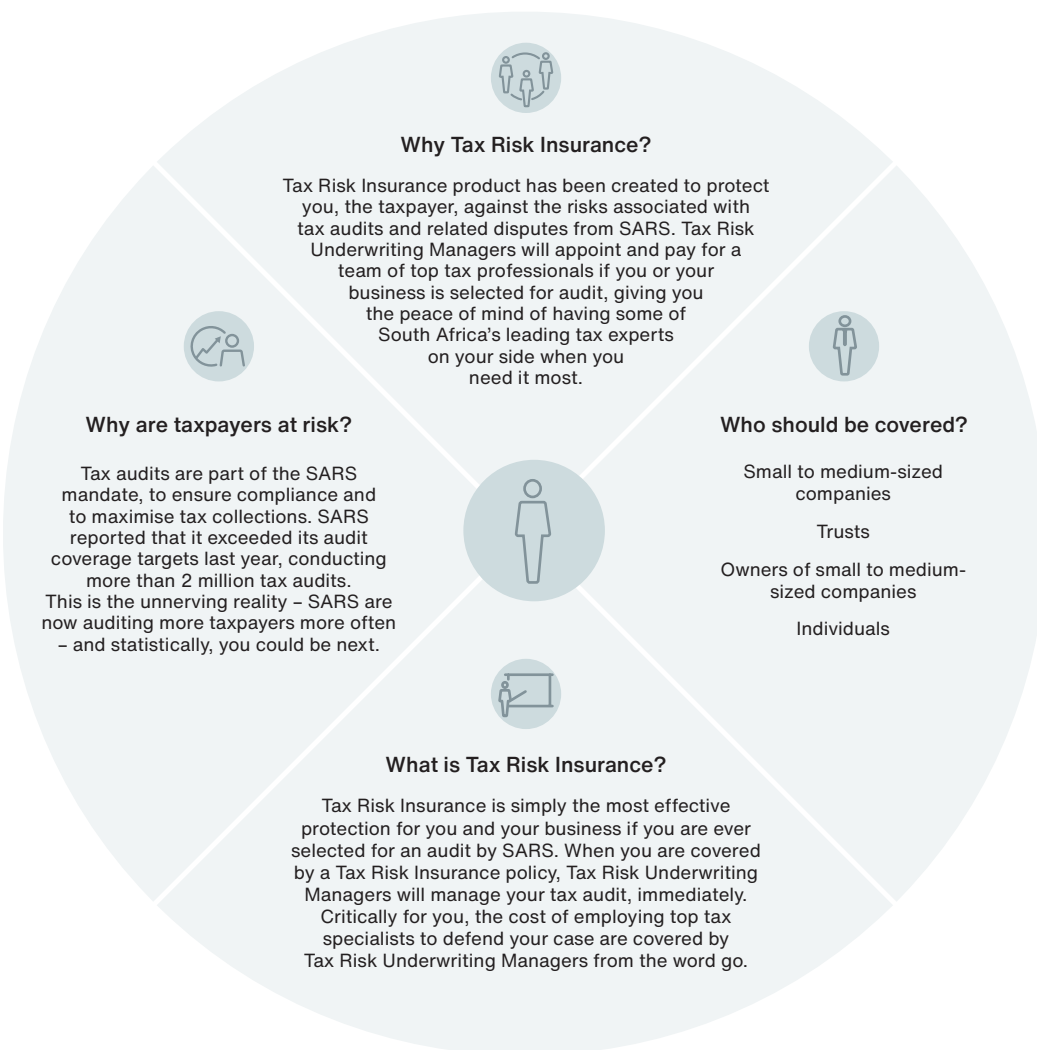 Why Tax Risk Insurance?
Tax Risk Insurance product has been created to protect
you, the taxpayer, against the risks associated with
tax audits and related disputes from SARS. Tax Risk
Underwriting Managers will appoint and pay for a
team of top tax professionals if you or your
business is selected for audit, giving you
the peace of mind of having some of
South Africa's leading tax experts
on your side when you
need it most.
Why are taxpayers at risk?
Tax audits are part of the SARS
mandate, to ensure compliance and
to maximise tax collections. SARS
reported that it exceeded its audit
coverage targets last year, conducting
more than 2 million tax audits.
This is the unnerving reality – SARS are
now auditing more taxpayers more often
– and statistically, you could be next.
Who should be covered?
Small to medium-sized
companies
Trusts
Owners of small to medium-
sized companies
Individuals
What is Tax Risk Insurance?
Tax Risk Insurance is simply the most effective
protection for you and your business if you are ever
selected for an audit by SARS. When you are covered
by a Tax Risk Insurance policy, Tax Risk Underwriting
Managers will manage your tax audit, immediately.
Critically for you, the cost of employing top tax
specialists to defend your case are covered by
Tax Risk Underwriting Managers from the word go.